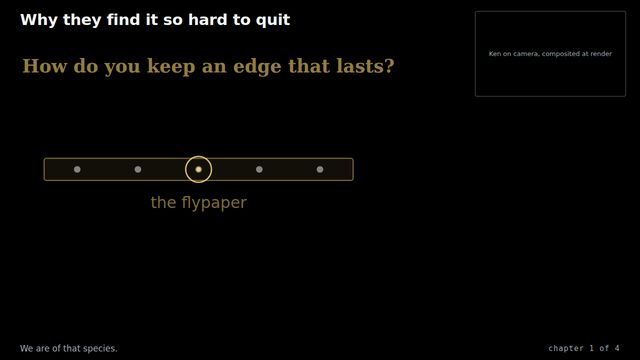 Why they find it so hard to quit
Ken on camera, composited at render
How do you keep an edge that lasts?
the flypaper
We are of that species.
chapter 1 of 4